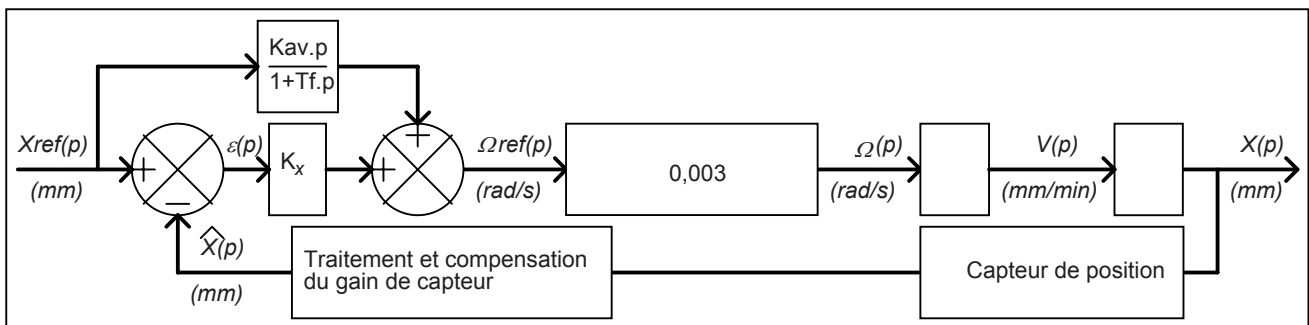 Kav.p
1+Tf.p
Xref(p)
(mm)
+
−
ε(p)
Kx
+
+
Ωref(p)
(rad/s)
0,003
Ω(p)
(rad/s)
V(p)
(mm/min)
X(p)
(mm)
X̂(p)
(mm)
Traitement et compensation
du gain de capteur
Capteur de position